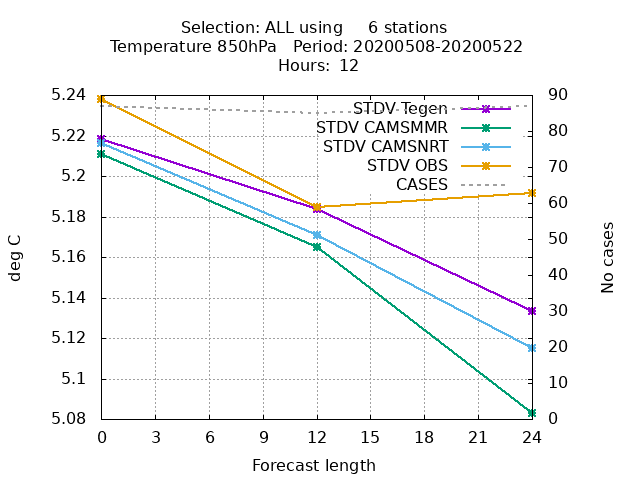 Selection: ALL using     6 stations
Temperature 850hPa   Period: 20200508-20200522
Hours:  12
5.24
5.22
5.2
5.18
5.16
5.14
5.12
5.1
5.08
deg C
STDV Tegen
STDV CAMSMMR
STDV CAMSNRT
STDV OBS
CASES
90
80
70
60
50
40
30
20
10
0
No cases
0 3 6 9 12 15 18 21 24
Forecast length